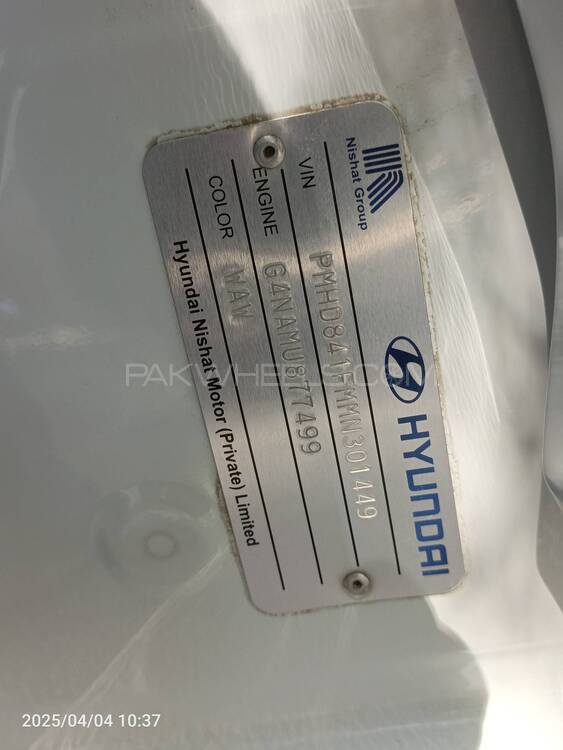 Nishat Group
HYUNDAI
VIN PMHD841FMMN301449
ENGINE G4NAMU877499
COLOR WAW
Hyundai Nishat Motor (Private) Limited
PAKWHEELS.COM
2025/04/04 10:37